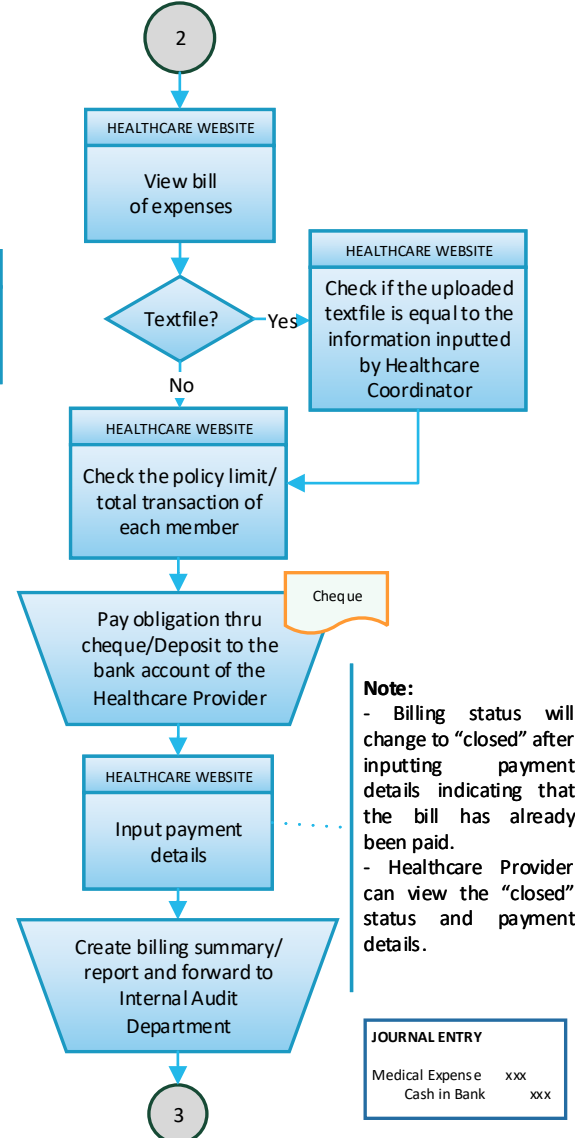 2
HEALTHCARE WEBSITE
View bill
of expenses
Textfile?
Yes
HEALTHCARE WEBSITE
Check if the uploaded
textfile is equal to the
information inputted
by Healthcare
Coordinator
No
HEALTHCARE WEBSITE
Check the policy limit/
total transaction of
each member
Cheque
Pay obligation thru
cheque/Deposit to the
bank account of the
Healthcare Provider
HEALTHCARE WEBSITE
Input payment
details
Note:
- Billing status will
change to “closed” after
inputting payment
details indicating that
the bill has already
been paid.
- Healthcare Provider
can view the “closed”
status and payment
details.
Create billing summary/
report and forward to
Internal Audit
Department
JOURNAL ENTRY
Medical Expense xxx
Cash in Bank xxx
3